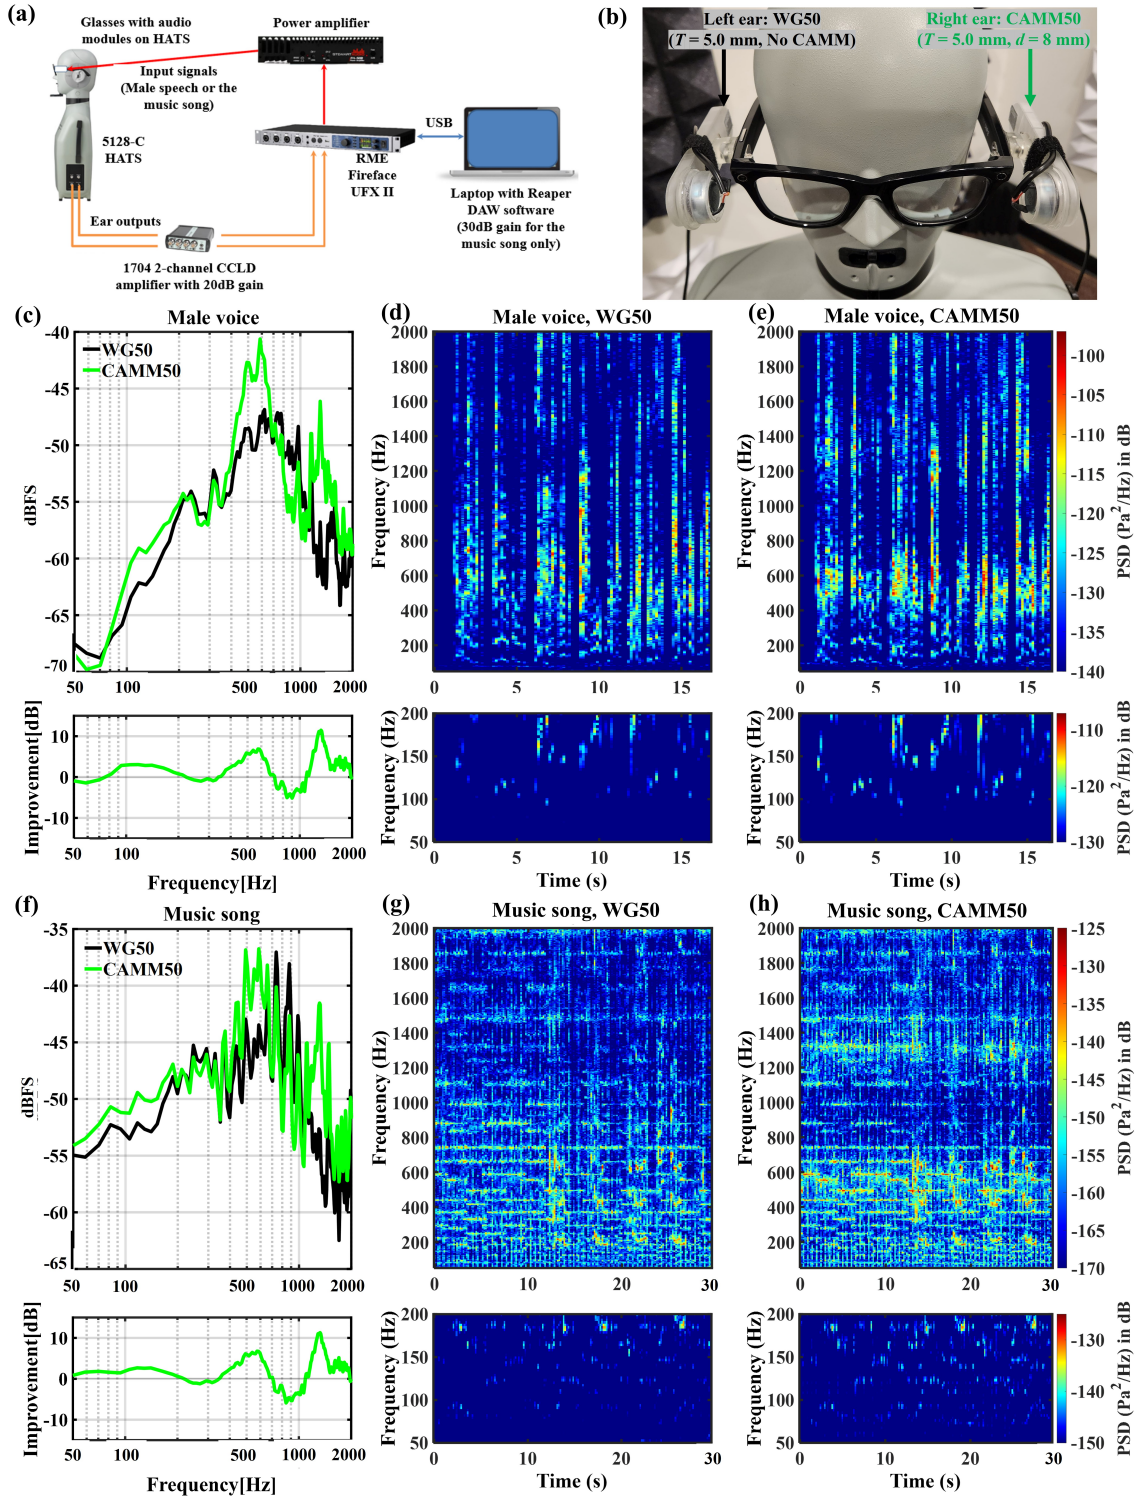 (a)
Glasses with audio
modules on HATS
Power amplifier
Input signals
(Male speech or the
music song)
5128-C
HATS
USB
RME
Fireface
UFX II
Laptop with Reaper
DAW software
(30dB gain for the
music song only)
Ear outputs
1704 2-channel CCLD
amplifier with 20dB gain
(b)
Left ear: WG50
(T = 5.0 mm, No CAMM)
Right ear: CAMM50
(T = 5.0 mm, d = 8 mm)
(c)
Male voice
WG50
CAMM50
dBFS
-40
-45
-50
-55
-60
-65
-70
50 100 500 1000 2000
Improvement[dB]
10
0
-10
50 100 500 1000 2000
Frequency[Hz]
(d)
Male voice, WG50
Frequency (Hz)
2000
1800
1600
1400
1200
1000
800
600
400
200
0 5 10 15
Frequency (Hz)
200
150
100
50
0 5 10 15
Time (s)
(e)
Male voice, CAMM50
Frequency (Hz)
2000
1800
1600
1400
1200
1000
800
600
400
200
0 5 10 15
PSD (Pa²/Hz) in dB
-100
-105
-110
-115
-120
-125
-130
-135
-140
Frequency (Hz)
200
150
100
50
0 5 10 15
Time (s)
PSD (Pa²/Hz) in dB
-110
-120
-130
(f)
Music song
WG50
CAMM50
dBFS
-35
-40
-45
-50
-55
-60
-65
50 100 500 1000 2000
Improvement[dB]
10
0
-10
50 100 500 1000 2000
Frequency[Hz]
(g)
Music song, WG50
Frequency (Hz)
2000
1800
1600
1400
1200
1000
800
600
400
200
0 10 20 30
Frequency (Hz)
200
150
100
50
0 10 20 30
Time (s)
(h)
Music song, CAMM50
Frequency (Hz)
2000
1800
1600
1400
1200
1000
800
600
400
200
0 10 20 30
PSD (Pa²/Hz) in dB
-125
-130
-135
-140
-145
-150
-155
-160
-165
-170
Frequency (Hz)
200
150
100
50
0 10 20 30
Time (s)
PSD (Pa²/Hz) in dB
-130
-140
-150